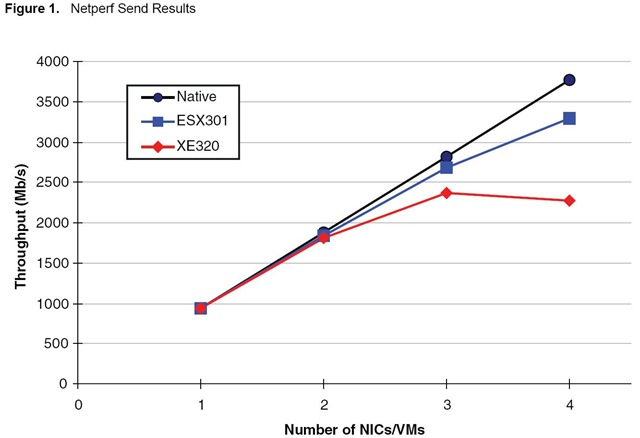 Figure 1. Netperf Send Results
4000
3500
3000
2500
2000
1500
1000
500
0
Throughput (Mb/s)
Native
ESX301
XE320
0 1 2 3 4
Number of NICs/VMs